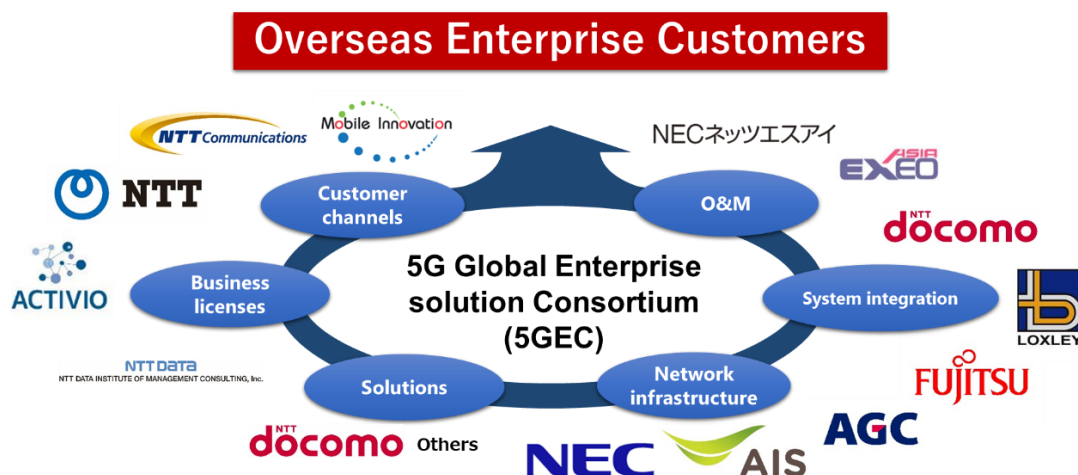 Overseas Enterprise Customers
NTT Communications
Mobile Innovation
NECネッツエスアイ
EXEO ASIA
NTT
Customer
channels
O&M
NTT
döcomo
ACTIVIO
Business
licenses
5G Global Enterprise
solution Consortium
(5GEC)
System integration
LOXLEY
NTT DATA
NTT DATA INSTITUTE OF MANAGEMENT CONSULTING, Inc.
Solutions
Network
infrastructure
FUJITSU
NTT
döcomo
Others
NEC
AIS
AGC